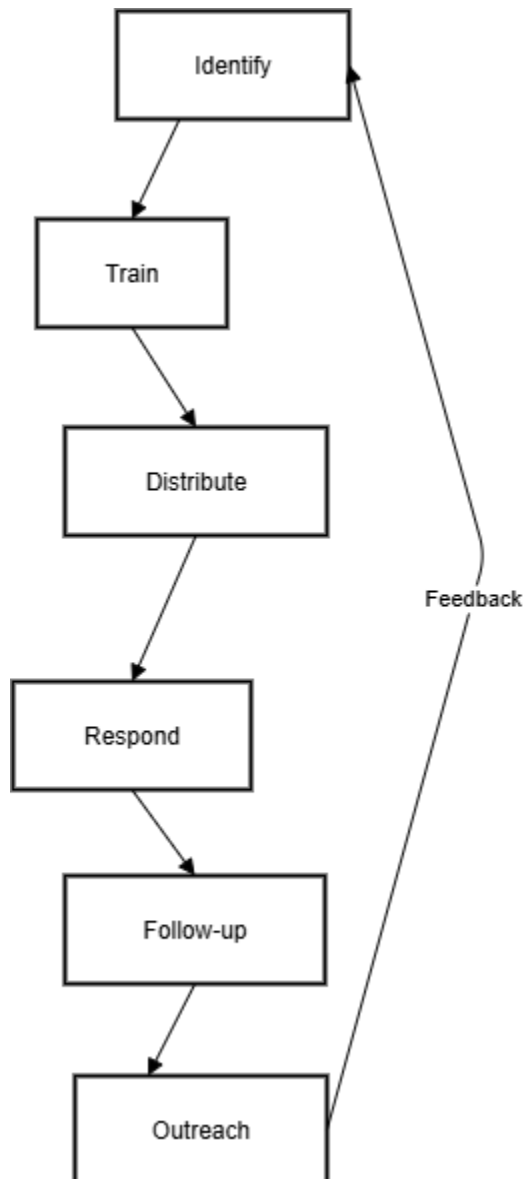 Identify
Train
Distribute
Feedback
Respond
Follow-up
Outreach